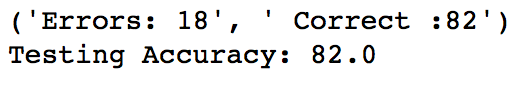 ('Errors: 18', ' Correct :82')
Testing Accuracy: 82.0